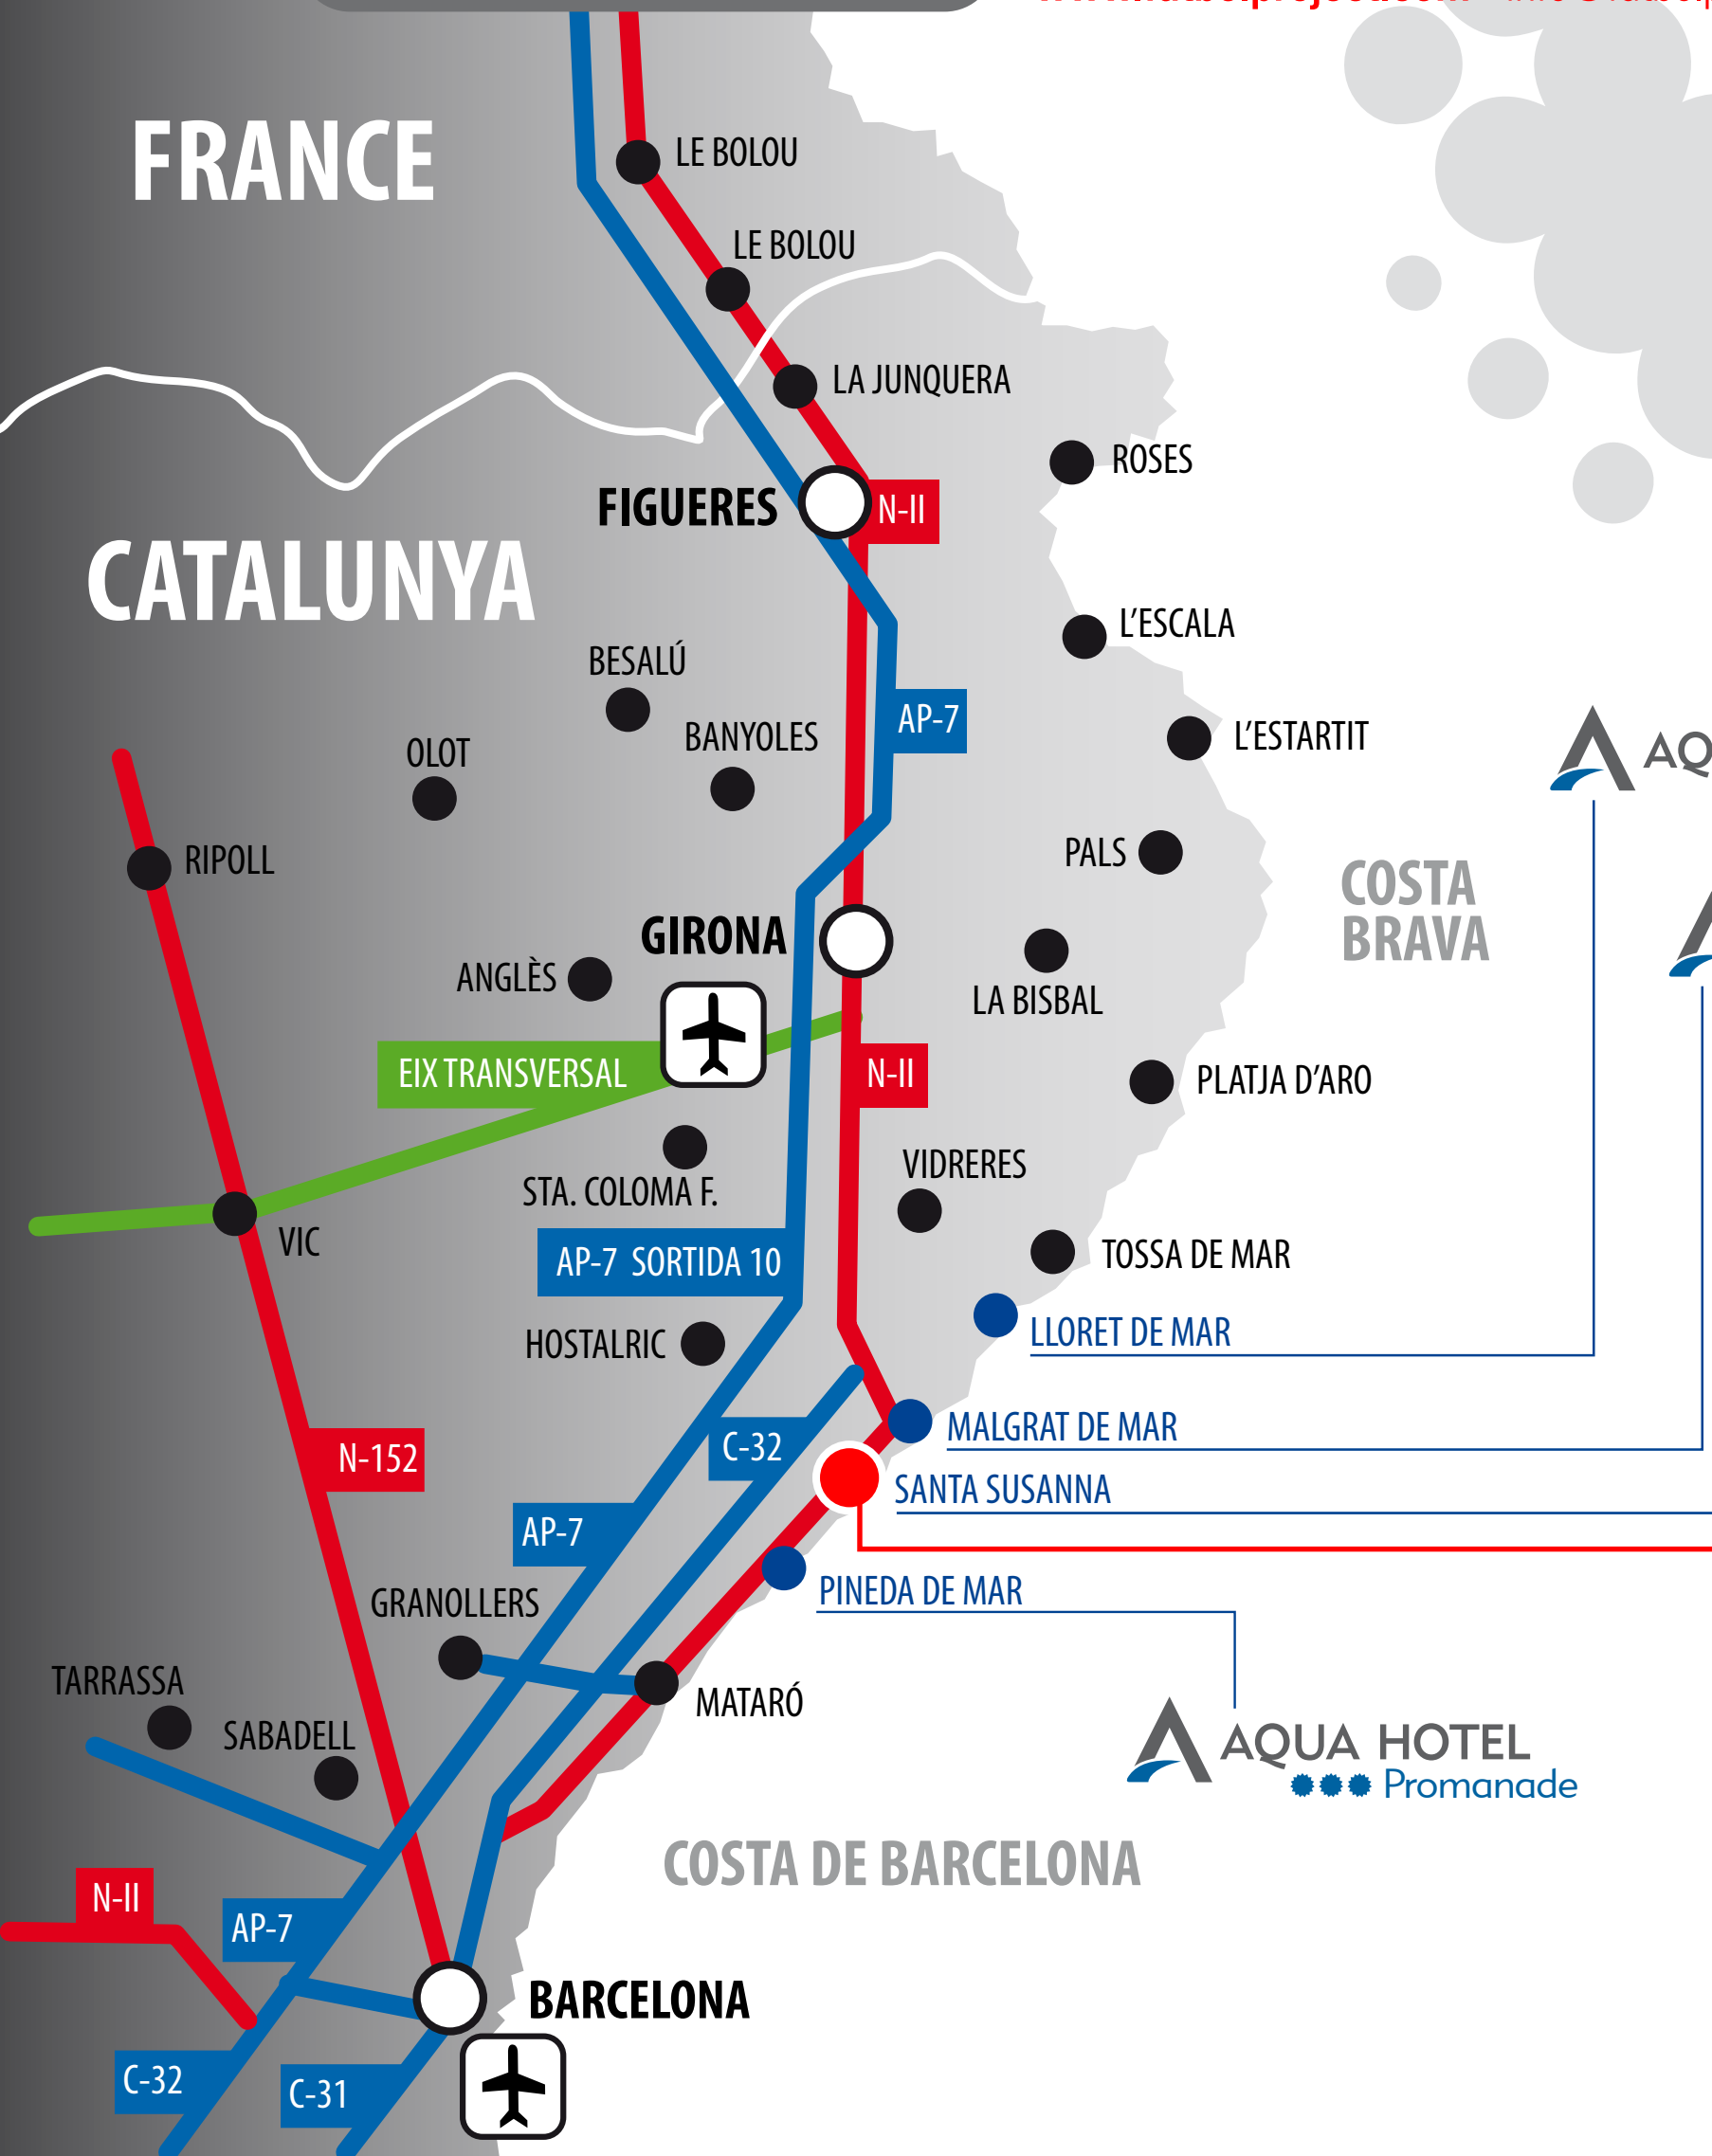 FRANCE
LE BOLOU
LE BOLOU
LA JUNQUERA
ROSES
FIGUERES
N-II
CATALUNYA
L'ESCALA
BESALÚ
AP-7
L'ESTARTIT
BANYOLES
OLOT
AQ
PALS
RIPOLL
COSTA
BRAVA
GIRONA
ANGLÈS
LA BISBAL
EIX TRANSVERSAL
N-II
PLATJA D'ARO
VIDRERES
STA. COLOMA F.
VIC
TOSSA DE MAR
AP-7 SORTIDA 10
LLORET DE MAR
HOSTALRIC
MALGRAT DE MAR
C-32
N-152
SANTA SUSANNA
AP-7
PINEDA DE MAR
GRANOLLERS
TARRASSA
MATARÓ
SABADELL
AQUA HOTEL
Promanade
COSTA DE BARCELONA
N-II
AP-7
BARCELONA
C-32
C-31